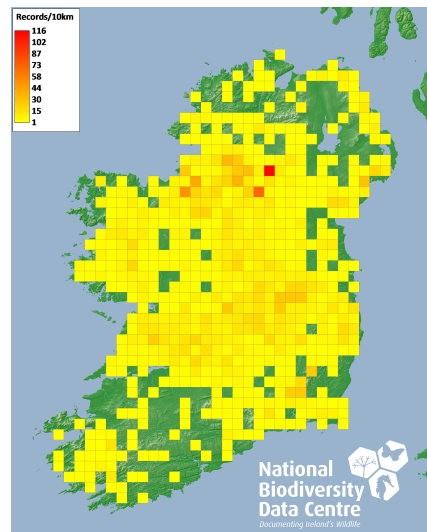 Records/10km
116
102
87
73
58
44
30
15
1
National
Biodiversity
Data Centre
Documenting Ireland's Wildlife